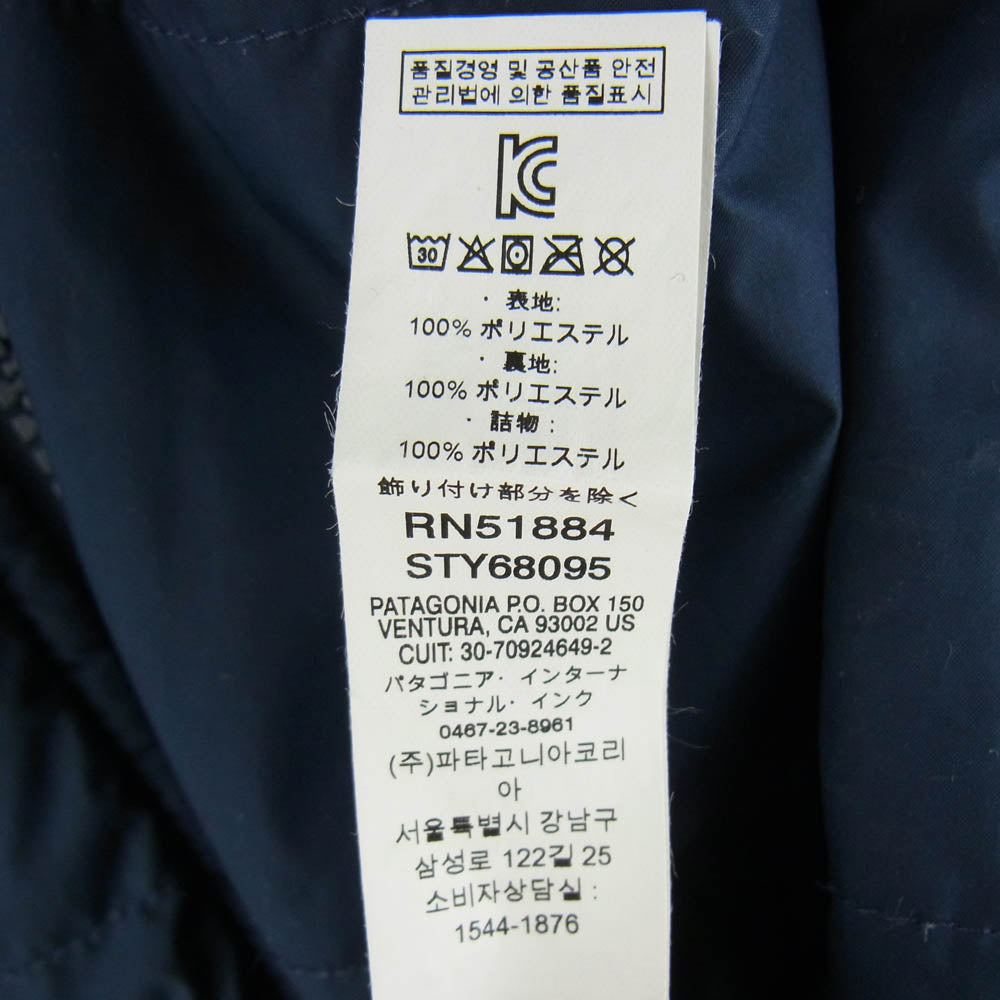 품질경영 및 공산품 안전
관리법에 의한 품질표시
KC
30
· 表地:
100% ポリエステル
· 裏地:
100% ポリエステル
· 詰物 :
100% ポリエステル
飾り付け部分を除く
RN51884
STY68095
PATAGONIA P.O. BOX 150
VENTURA, CA 93002 US
CUIT: 30-70924649-2
パタゴニア· インターナ
ショナル· インク
0467-23-8961
(주)파타고니아코리
아
서울특별시 강남구
삼성로 122길 25
소비자상담실 :
1544-1876